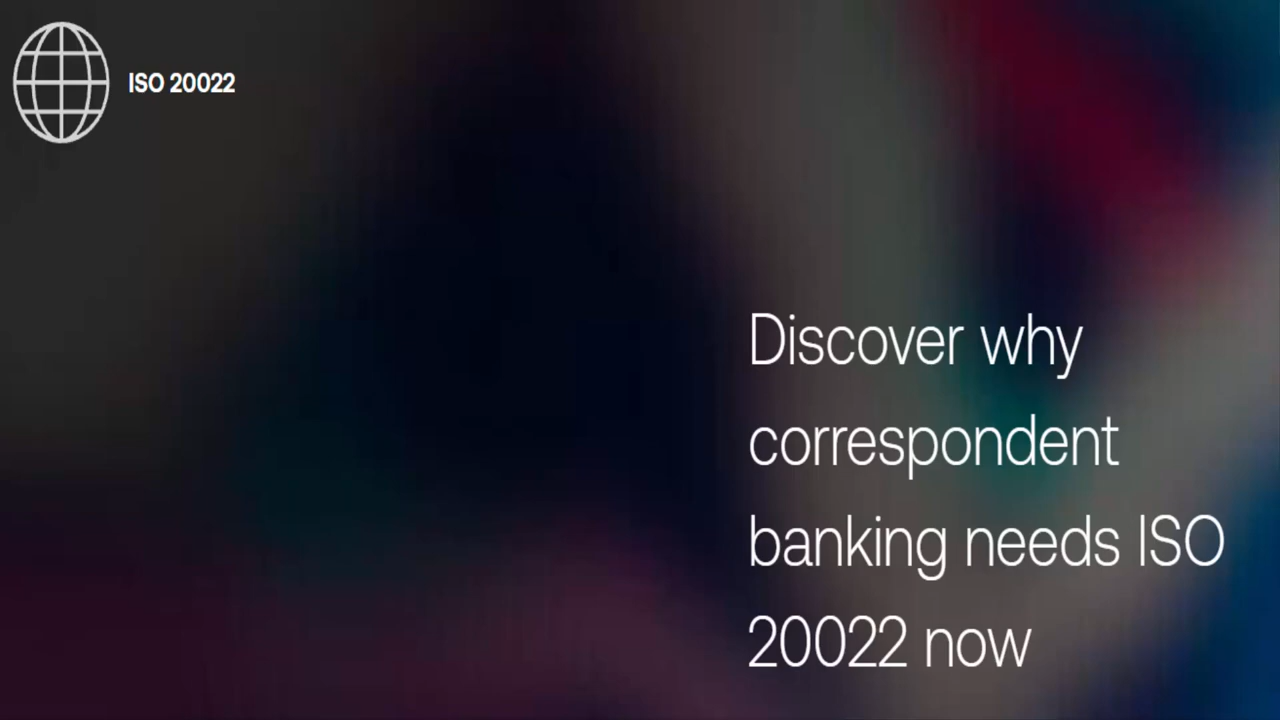 ISO 20022
Discover why
correspondent
banking needs ISO
20022 now